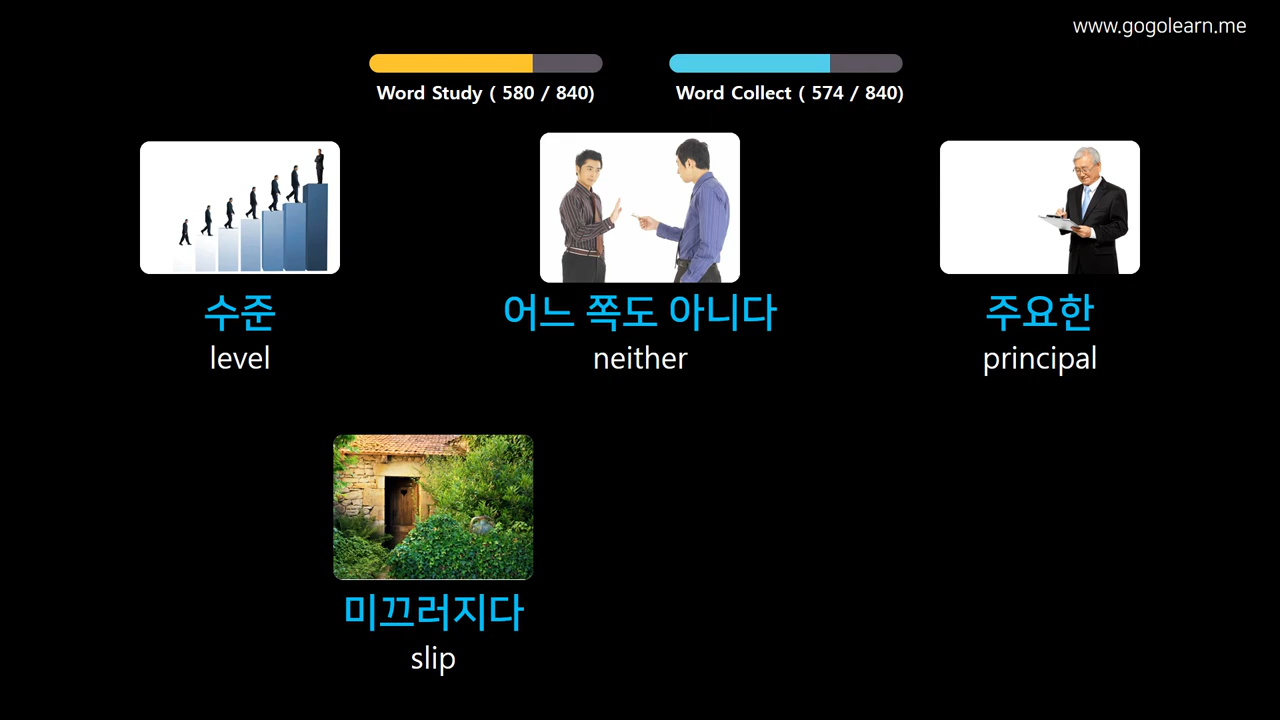 www.gogolearn.me
Word Study ( 580 / 840)
Word Collect ( 574 / 840)
수준
level
어느 쪽도 아니다
neither
주요한
principal
미끄러지다
slip